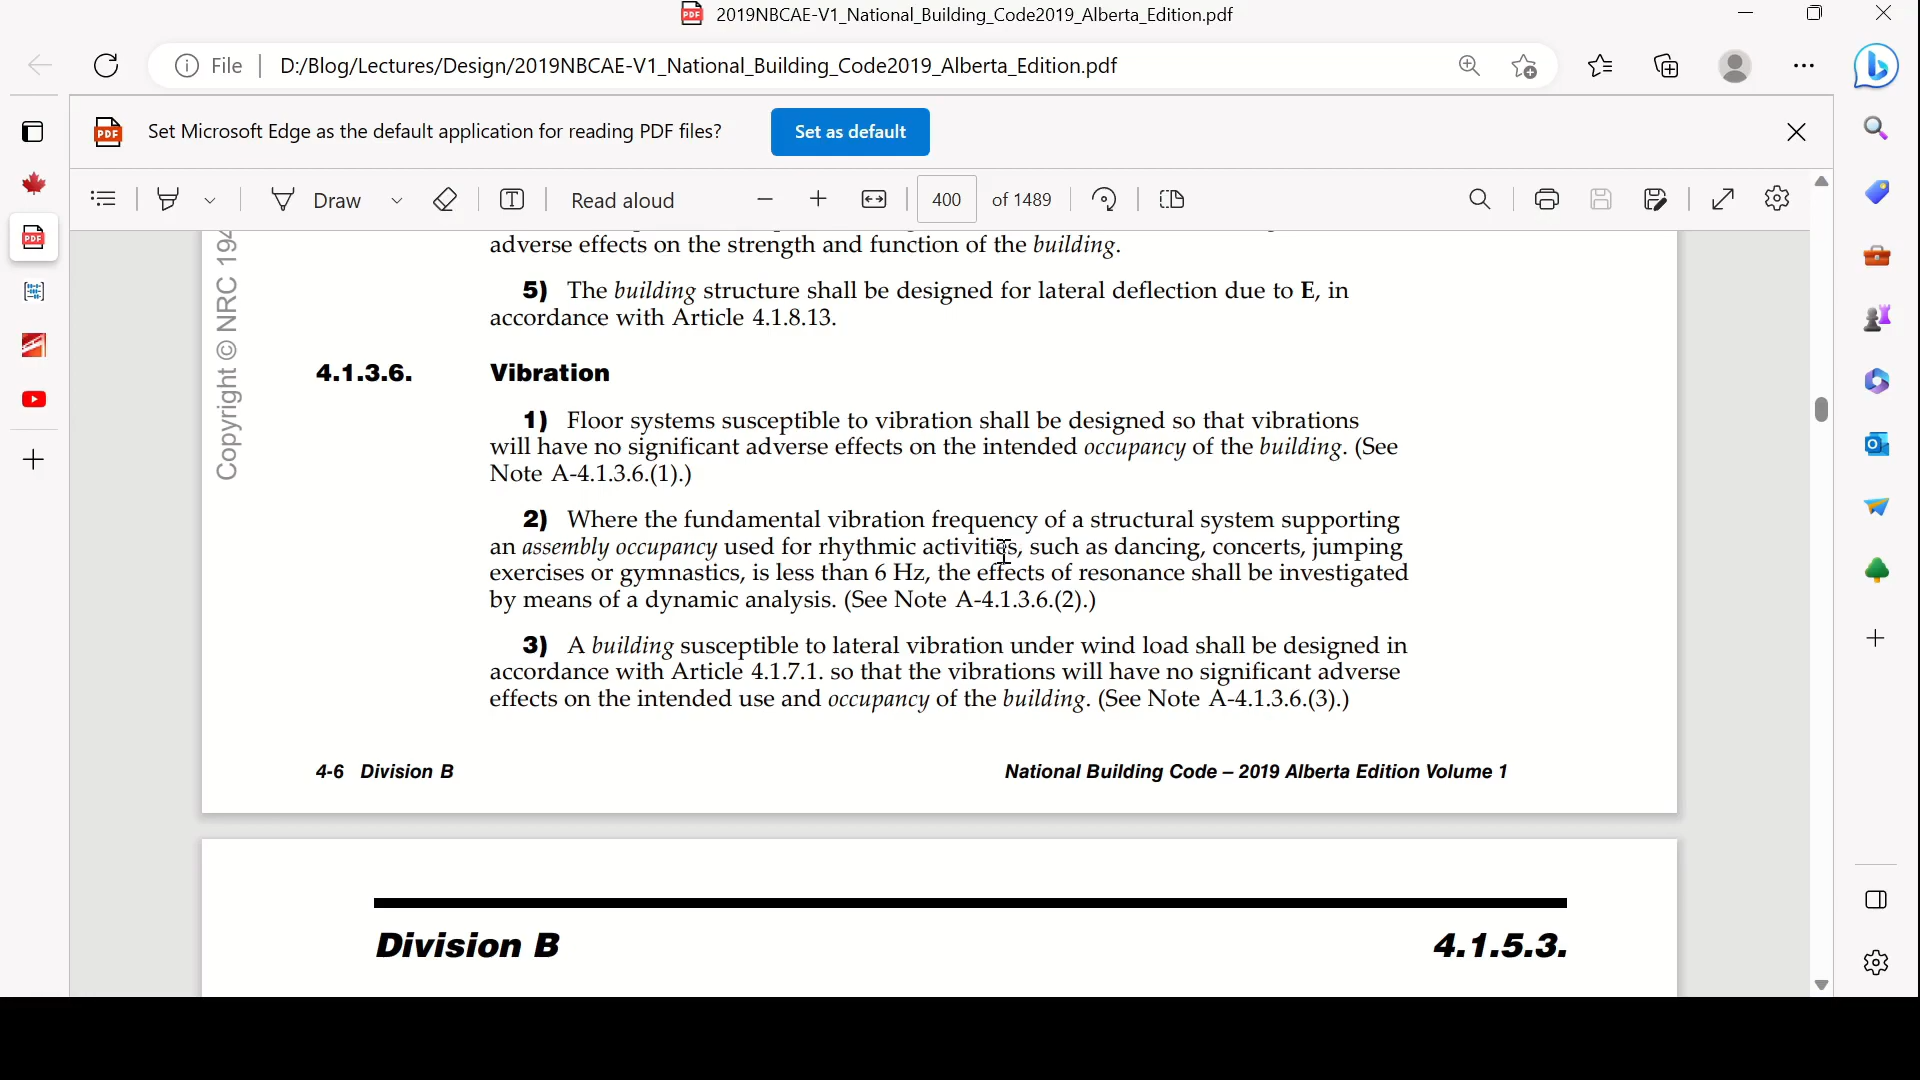 2019NBCAE-V1_National_Building_Code2019_Alberta_Edition.pdf
File
D:/Blog/Lectures/Design/2019NBCAE-V1_National_Building_Code2019_Alberta_Edition.pdf
Set Microsoft Edge as the default application for reading PDF files?
Set as default
Draw
Read aloud
400
of 1489
Copyright © NRC 194
adverse effects on the strength and function of the building.
5) The building structure shall be designed for lateral deflection due to E, in
accordance with Article 4.1.8.13.
4.1.3.6. Vibration
1) Floor systems susceptible to vibration shall be designed so that vibrations
will have no significant adverse effects on the intended occupancy of the building. (See
Note A-4.1.3.6.(1).)
2) Where the fundamental vibration frequency of a structural system supporting
an assembly occupancy used for rhythmic activities, such as dancing, concerts, jumping
exercises or gymnastics, is less than 6 Hz, the effects of resonance shall be investigated
by means of a dynamic analysis. (See Note A-4.1.3.6.(2).)
3) A building susceptible to lateral vibration under wind load shall be designed in
accordance with Article 4.1.7.1. so that the vibrations will have no significant adverse
effects on the intended use and occupancy of the building. (See Note A-4.1.3.6.(3).)
4-6 Division B
National Building Code – 2019 Alberta Edition Volume 1
Division B
4.1.5.3.